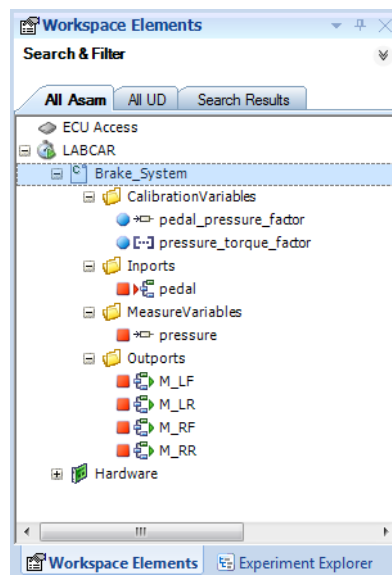 Workspace Elements
Search & Filter
All Asam All UD Search Results
ECU Access
LABCAR
Brake_System
CalibrationVariables
pedal_pressure_factor
pressure_torque_factor
Inports
pedal
MeasureVariables
pressure
Outports
M_LF
M_LR
M_RF
M_RR
Hardware
Workspace Elements Experiment Explorer